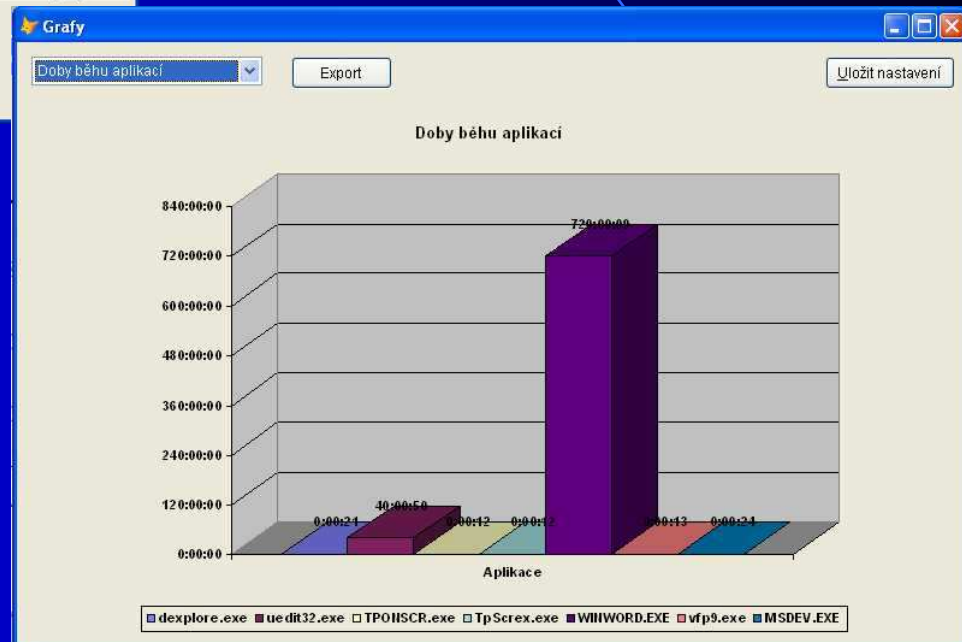 Grafy
Doby běhu aplikací
Export
Uložit nastavení
Doby běhu aplikací
840:00:00
720:00:00
600:00:00
480:00:00
360:00:00
240:00:00
120:00:00
0:00:00
0:00:21
40:00:50
0:00:12
0:00:12
720:00:09
0:00:13
0:00:24
Aplikace
dexplore.exe uedit32.exe TPONSCR.exe TpScrex.exe WINWORD.EXE vfp9.exe MSDEV.EXE